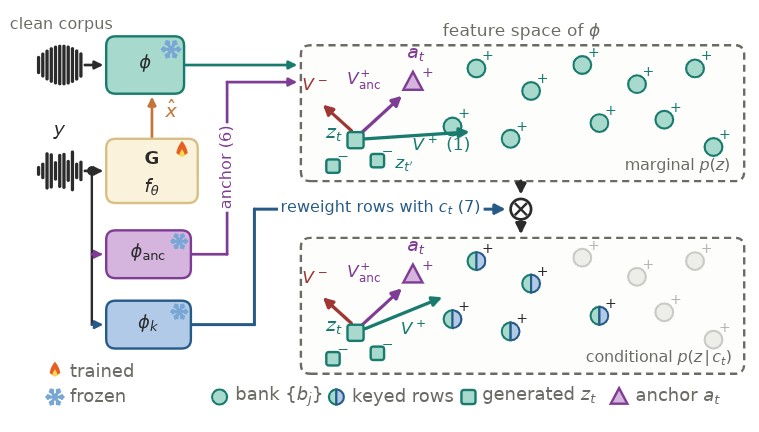 clean corpus
feature space of ϕ
ϕ
x̂
y
G
f_θ
anchor (6)
ϕ_anc
ϕ_k
V⁻
V⁺_anc
a_t
+
+
+
+
+
+
+
+
+
+
+
z_t
V⁺ (1)
−
−
z_t′
marginal p(z)
reweight rows with c_t (7)
⊗
V⁻
V⁺_anc
a_t
+
+
+
+
+
+
+
+
+
+
+
z_t
V⁺
−
−
conditional p(z|c_t)
trained
frozen
bank {b_j}
keyed rows
generated z_t
anchor a_t